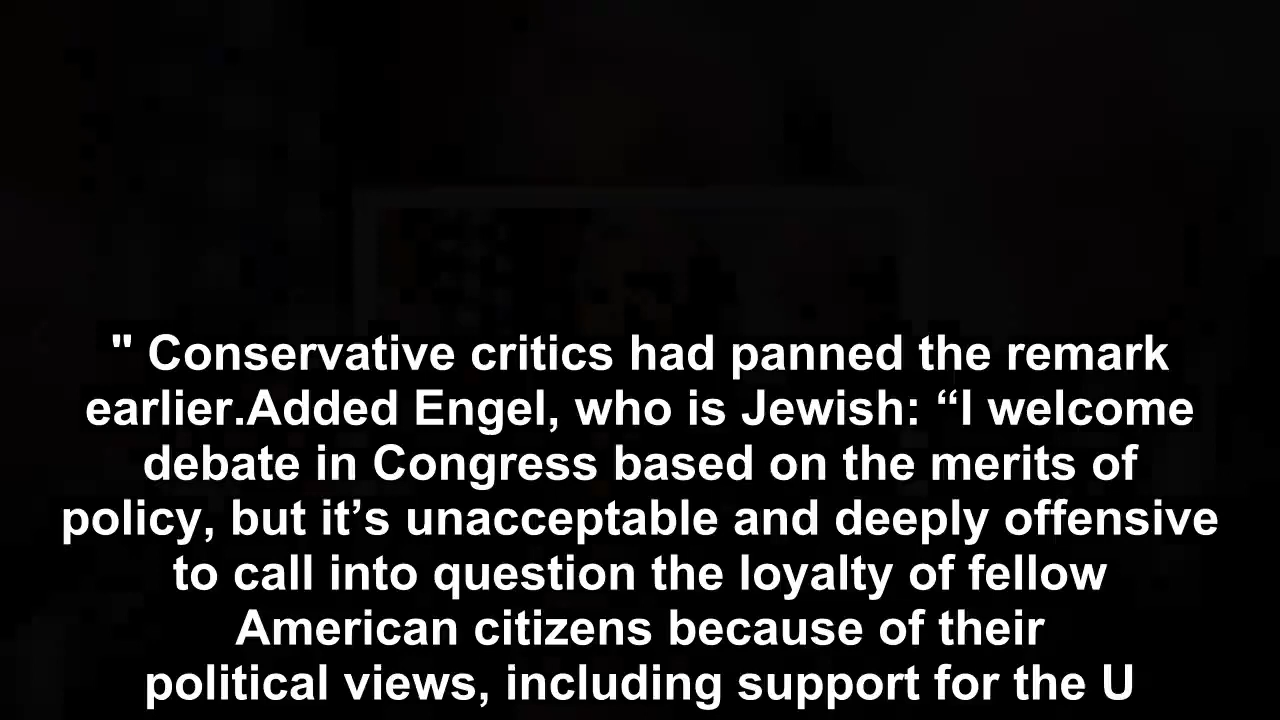 " Conservative critics had panned the remark
earlier.Added Engel, who is Jewish: “I welcome
debate in Congress based on the merits of
policy, but it’s unacceptable and deeply offensive
to call into question the loyalty of fellow
American citizens because of their
political views, including support for the U